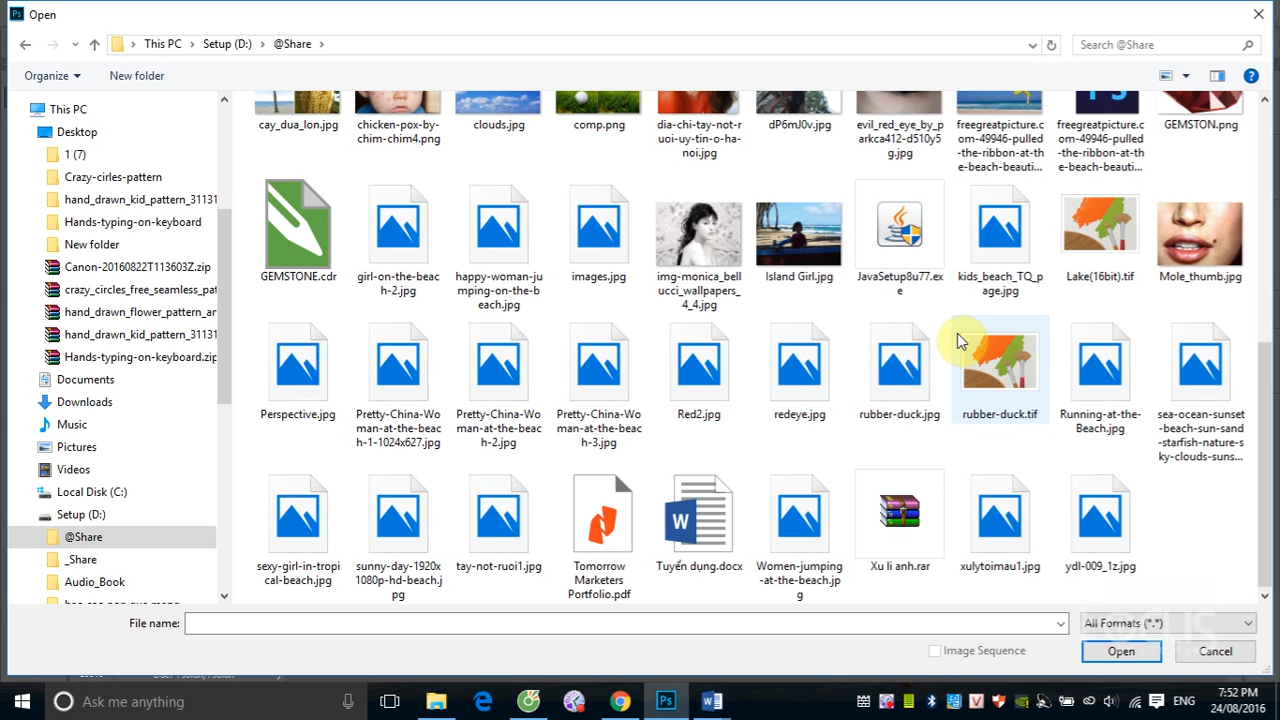 Open
This PC > Setup (D:) > @Share >
Search @Share
Organize
New folder
This PC
Desktop
1 (7)
Crazy-cirles-pattern
hand_drawn_kid_pattern_31131
Hands-typing-on-keyboard
New folder
Canon-20160822T113603Z.zip
crazy_circles_free_seamless_pat
hand_drawn_flower_pattern_ar
hand_drawn_kid_pattern_31131
Hands-typing-on-keyboard.zip
Documents
Downloads
Music
Pictures
Videos
Local Disk (C:)
Setup (D:)
@Share
_Share
Audio_Book
cay_dua_lon.jpg
chicken-pox-by-
chim-chim4.png
clouds.jpg
comp.png
dia-chi-tay-not-r
uoi-uy-tin-o-ha-
noi.jpg
dP6mJ0v.jpg
evil_red_eye_by_p
arkca412-d510y5
g.jpg
freegreatpicture.c
om-49946-pulled
-the-ribbon-at-th
e-beach-beauti...
freegreatpicture.c
om-49946-pulled
-the-ribbon-at-th
e-beach-beauti...
GEMSTON.png
GEMSTONE.cdr
girl-on-the-beac
h-2.jpg
happy-woman-ju
mping-on-the-b
each.jpg
images.jpg
img-monica_bell
ucci_wallpapers_
4_4.jpg
Island Girl.jpg
JavaSetup8u77.ex
e
kids_beach_TQ_p
age.jpg
Lake(16bit).tif
Mole_thumb.jpg
Perspective.jpg
Pretty-China-Wo
man-at-the-beac
h-1-1024x627.jpg
Pretty-China-Wo
man-at-the-beac
h-2.jpg
Pretty-China-Wo
man-at-the-beac
h-3.jpg
Red2.jpg
redeye.jpg
rubber-duck.jpg
rubber-duck.tif
Running-at-the-
Beach.jpg
sea-ocean-sunset
-beach-sun-sand
-starfish-nature-s
ky-clouds-suns...
sexy-girl-in-tropi
cal-beach.jpg
sunny-day-1920x
1080p-hd-beach.j
pg
tay-not-ruoi1.jpg
Tomorrow
Marketers
Portfolio.pdf
Tuyển dụng.docx
Women-jumping
-at-the-beach.jp
g
Xu li anh.rar
xulytoimau1.jpg
ydl-009_1z.jpg
File name:
All Formats (*.*)
Image Sequence
Open
Cancel
Ask me anything
ENG
7:52 PM
24/08/2016